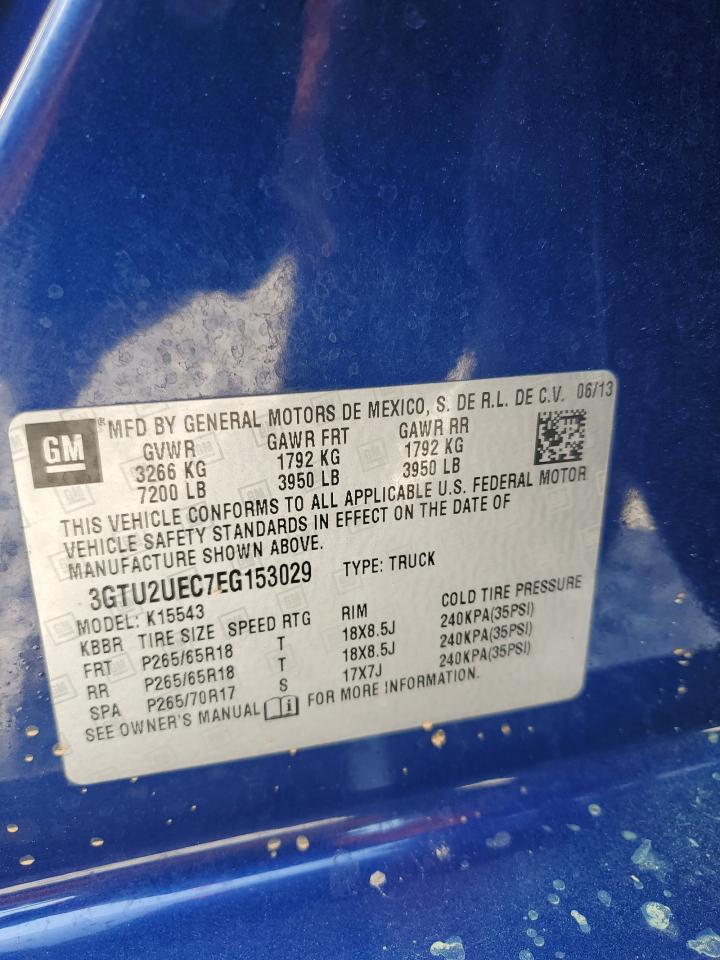 GM
®MFD BY GENERAL MOTORS DE MEXICO, S. DE R.L. DE C.V. 06/13
GVWR GAWR FRT GAWR RR
3266 KG 1792 KG 1792 KG
7200 LB 3950 LB 3950 LB
THIS VEHICLE CONFORMS TO ALL APPLICABLE U.S. FEDERAL MOTOR
VEHICLE SAFETY STANDARDS IN EFFECT ON THE DATE OF
MANUFACTURE SHOWN ABOVE.
3GTU2UEC7EG153029 TYPE: TRUCK
MODEL: K15543
KBBR TIRE SIZE SPEED RTG RIM COLD TIRE PRESSURE
FRT P265/65R18 T 18X8.5J 240KPA(35PSI)
RR P265/65R18 T 18X8.5J 240KPA(35PSI)
SPA P265/70R17 S 17X7J 240KPA(35PSI)
SEE OWNER'S MANUAL FOR MORE INFORMATION.